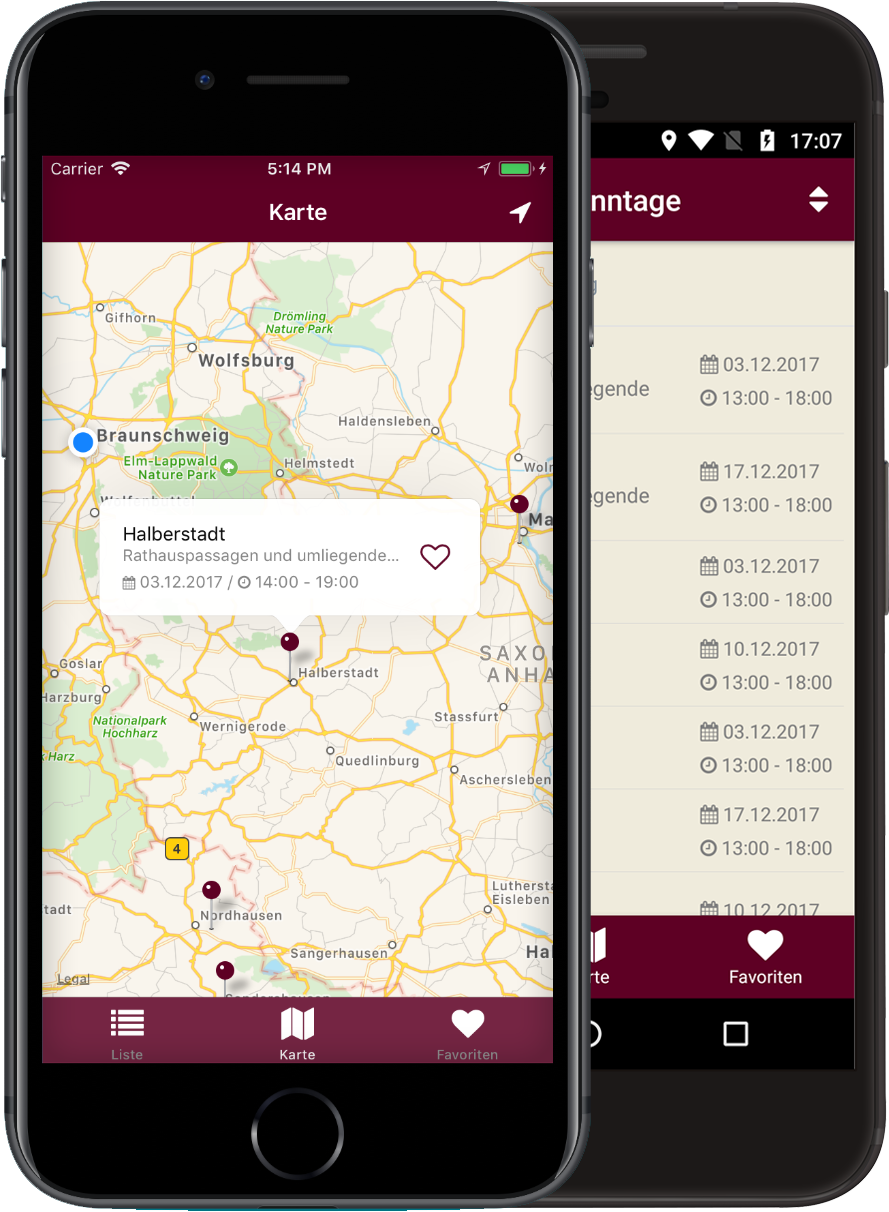 Carrier
5:14 PM
Karte
Gifhorn
Drömling
Nature Park
Wolfsburg
Haldensleben
Braunschweig
Elm-Lappwald
Nature Park
Helmstedt
Halberstadt
Rathauspassagen und umliegende...
03.12.2017 / 14:00 - 19:00
Ma
Goslar
Halberstadt
SAXO
ANHA
Harzburg
Nationalpark
Hochharz
Harz
Wernigerode
Stassfurt
Quedlinburg
Aschersleben
4
tadt
Nordhausen
Luthersta
Eisleben
Sangerhausen
Hal
Legal
Liste
Karte
Favoriten
17:07
nntage
egende
03.12.2017
13:00 - 18:00
egende
17.12.2017
13:00 - 18:00
03.12.2017
13:00 - 18:00
10.12.2017
13:00 - 18:00
03.12.2017
13:00 - 18:00
17.12.2017
13:00 - 18:00
10.12.2017
rte
Favoriten